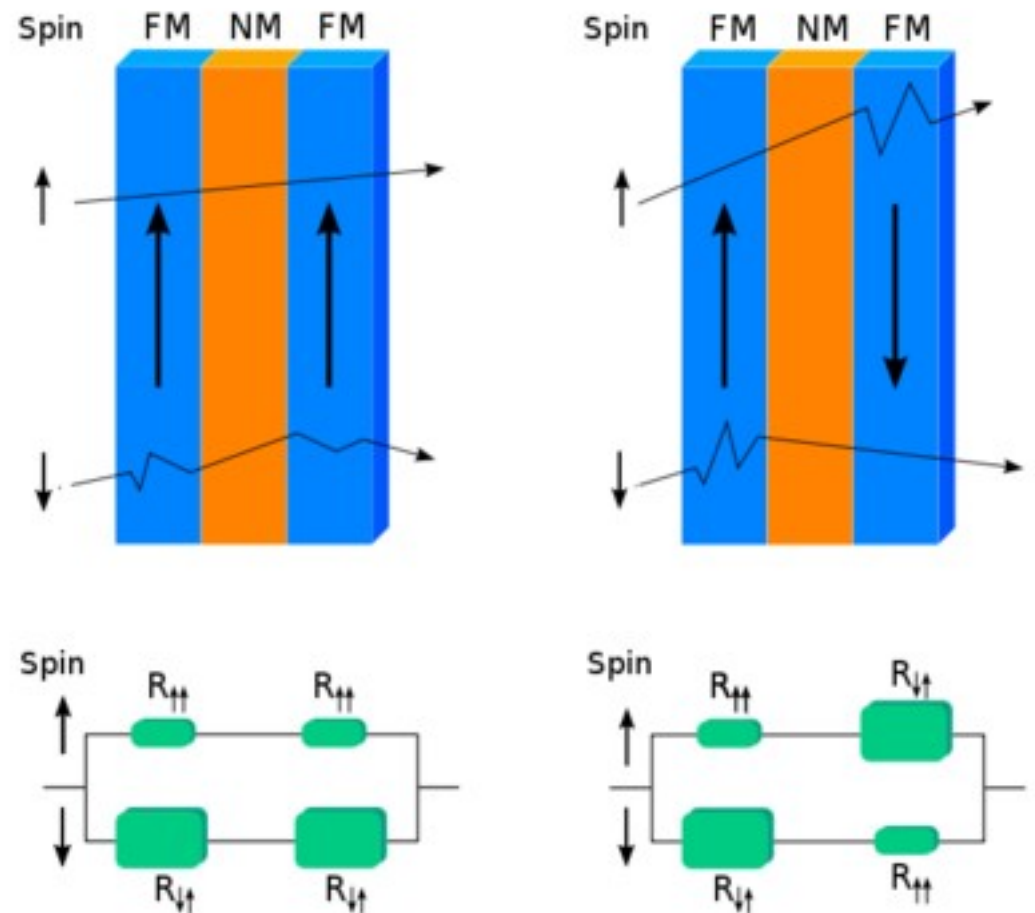 Spin FM NM FM
Spin FM NM FM
Spin
R↑↑ R↑↑
R↓↑ R↓↑
Spin
R↑↑ R↓↑
R↓↑ R↑↑